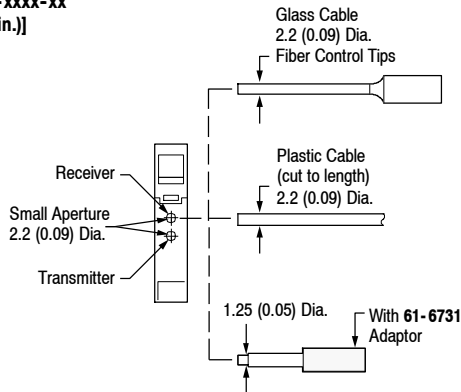 -xxxx-xx
in.)]
Glass Cable
2.2 (0.09) Dia.
Fiber Control Tips
Receiver
Small Aperture
2.2 (0.09) Dia.
Transmitter
Plastic Cable
(cut to length)
2.2 (0.09) Dia.
1.25 (0.05) Dia.
With 61-6731
Adaptor